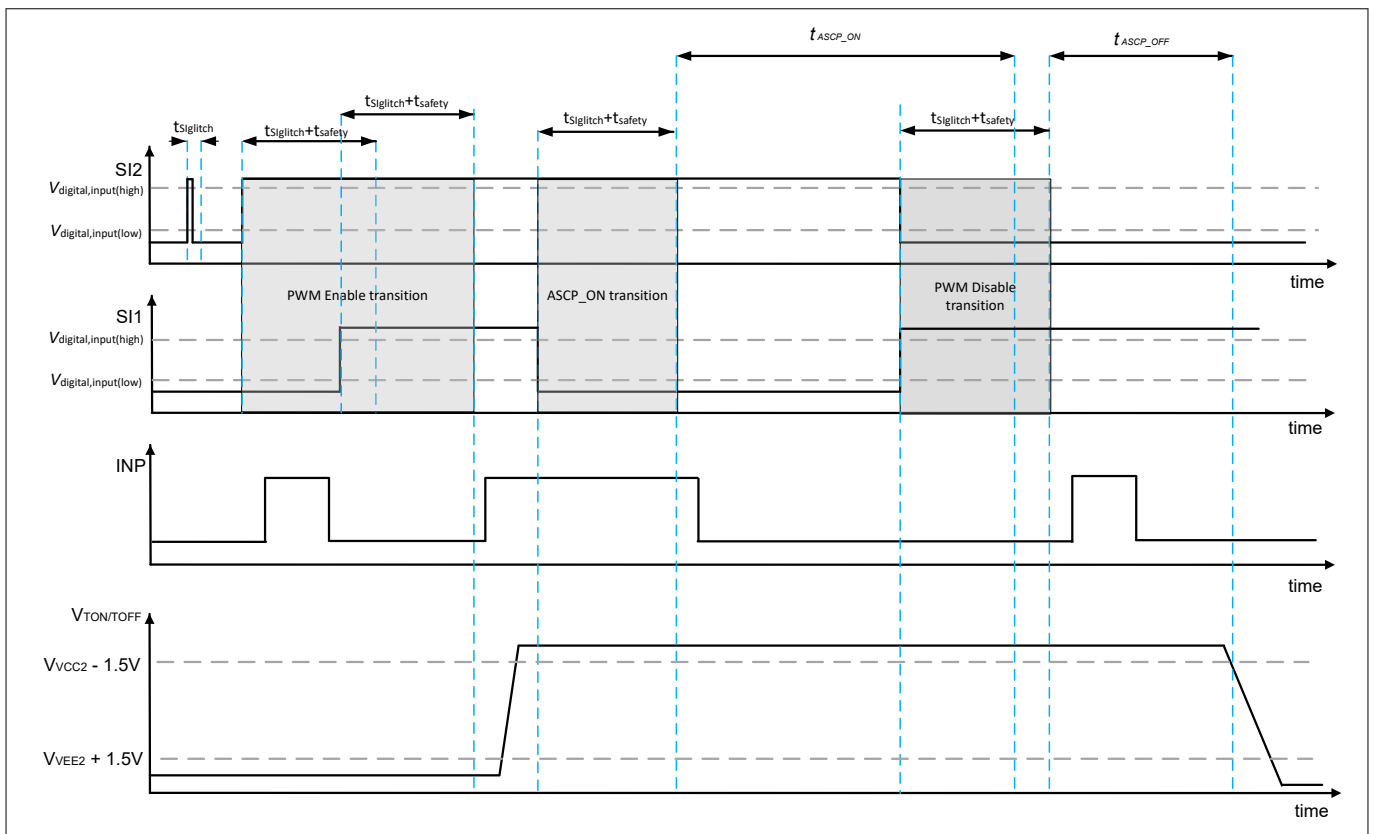 tASCP_ON
tASCP_OFF
tSIglitch+tsafety
tSIglitch
tSIglitch+tsafety
tSIglitch+tsafety
tSIglitch+tsafety
SI2
Vdigital,input(high)
Vdigital,input(low)
time
PWM Enable transition
ASCP_ON transition
PWM Disable
transition
SI1
Vdigital,input(high)
Vdigital,input(low)
time
INP
time
VTON/TOFF
VVCC2 - 1.5V
VVEE2 + 1.5V
time